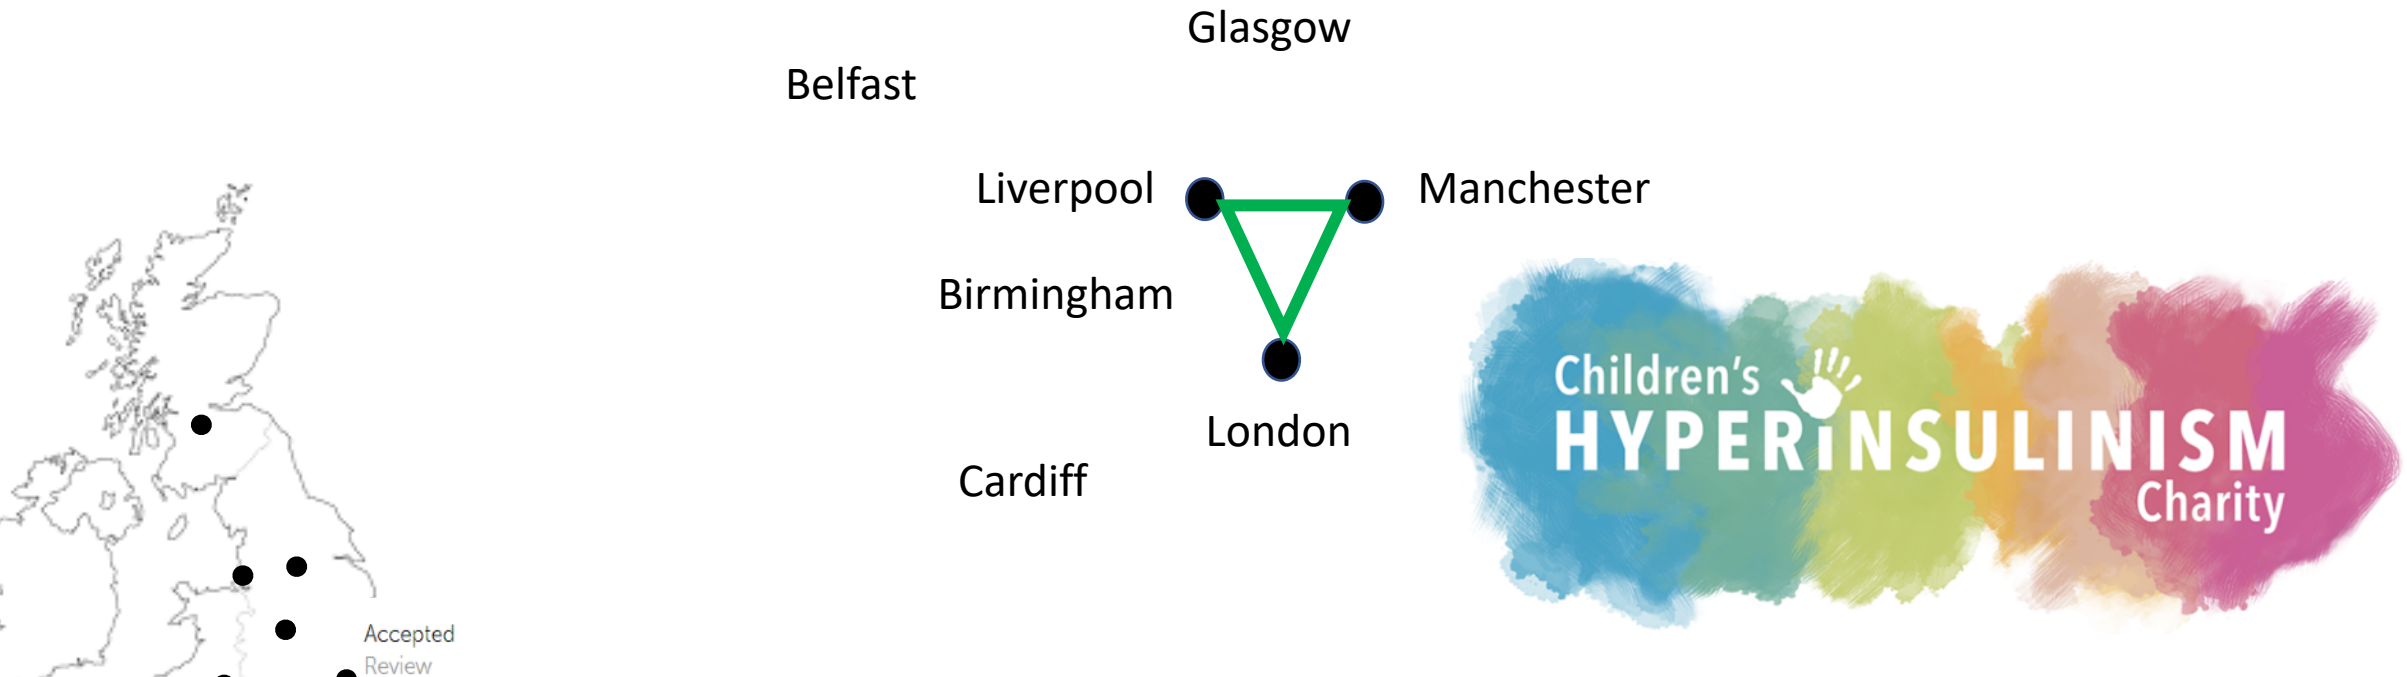 Glasgow
Belfast
Liverpool
Manchester
Birmingham
London
Cardiff
Children's
HYPERiNSULINISM
Charity
Accepted
Review